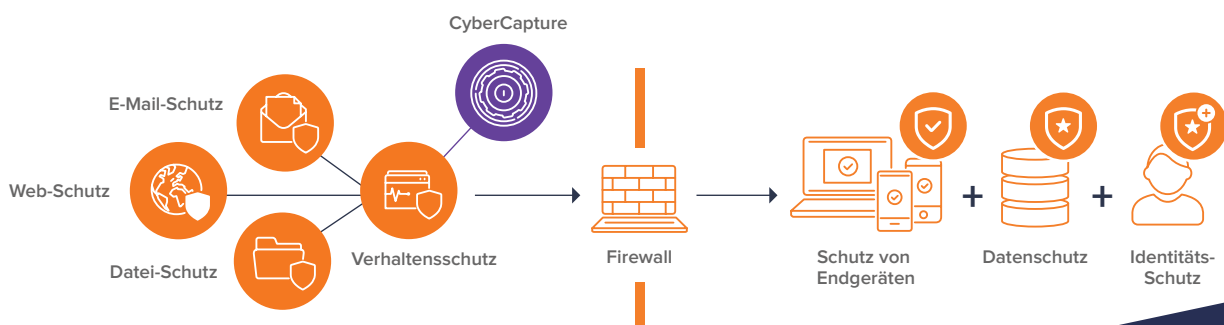 CyberCapture
E-Mail-Schutz
Web-Schutz
Datei-Schutz
Verhaltensschutz
Firewall
Schutz von
Endgeräten
Datenschutz
Identitäts-
Schutz